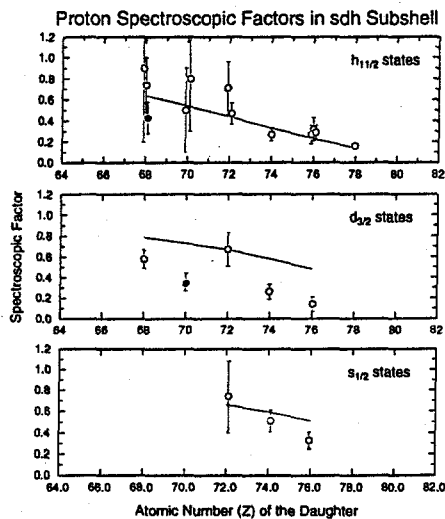 Proton Spectroscopic Factors in sdh Subshell
1.2
1.0
0.8
0.6
0.4
0.2
0.0
h11/2 states
64 66 68 70 72 74 76 78 80 82
Spectroscopic Factor
1.2
1.0
0.8
0.6
0.4
0.2
0.0
d3/2 states
64 66 68 70 72 74 76 78 80 82
1.2
1.0
0.8
0.6
0.4
0.2
0.0
s1/2 states
64.0 66.0 68.0 70.0 72.0 74.0 76.0 78.0 80.0 82.0
Atomic Number (Z) of the Daughter